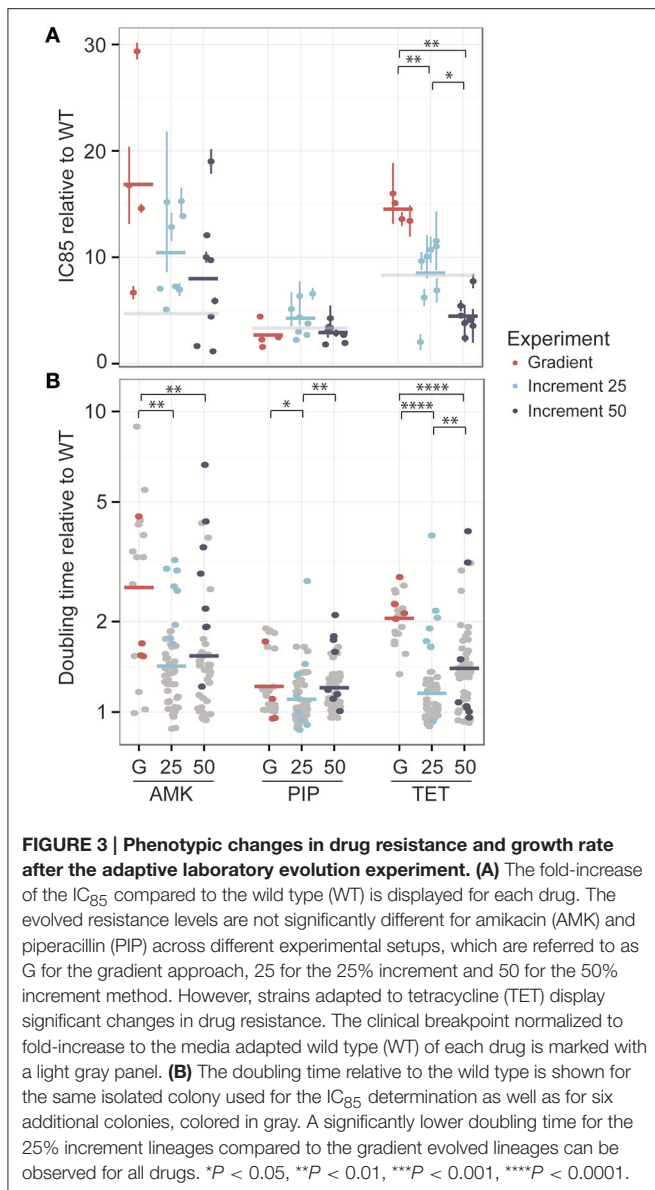 A
30
20
10
0
IC85 relative to WT
**
**
*
B
10
5
2
1
Doubling time relative to WT
**
**
**
*
****
****
**
G 25 50 G 25 50 G 25 50
AMK PIP TET
Experiment
Gradient
Increment 25
Increment 50
FIGURE 3 | Phenotypic changes in drug resistance and growth rate
after the adaptive laboratory evolution experiment. (A) The fold-increase
of the IC85 compared to the wild type (WT) is displayed for each drug. The
evolved resistance levels are not significantly different for amikacin (AMK) and
piperacillin (PIP) across different experimental setups, which are referred to as
G for the gradient approach, 25 for the 25% increment and 50 for the 50%
increment method. However, strains adapted to tetracycline (TET) display
significant changes in drug resistance. The clinical breakpoint normalized to
fold-increase to the media adapted wild type (WT) of each drug is marked with
a light gray panel. (B) The doubling time relative to the wild type is shown for
the same isolated colony used for the IC85 determination as well as for six
additional colonies, colored in gray. A significantly lower doubling time for the
25% increment lineages compared to the gradient evolved lineages can be
observed for all drugs. *P < 0.05, **P < 0.01, ***P < 0.001, ****P < 0.0001.